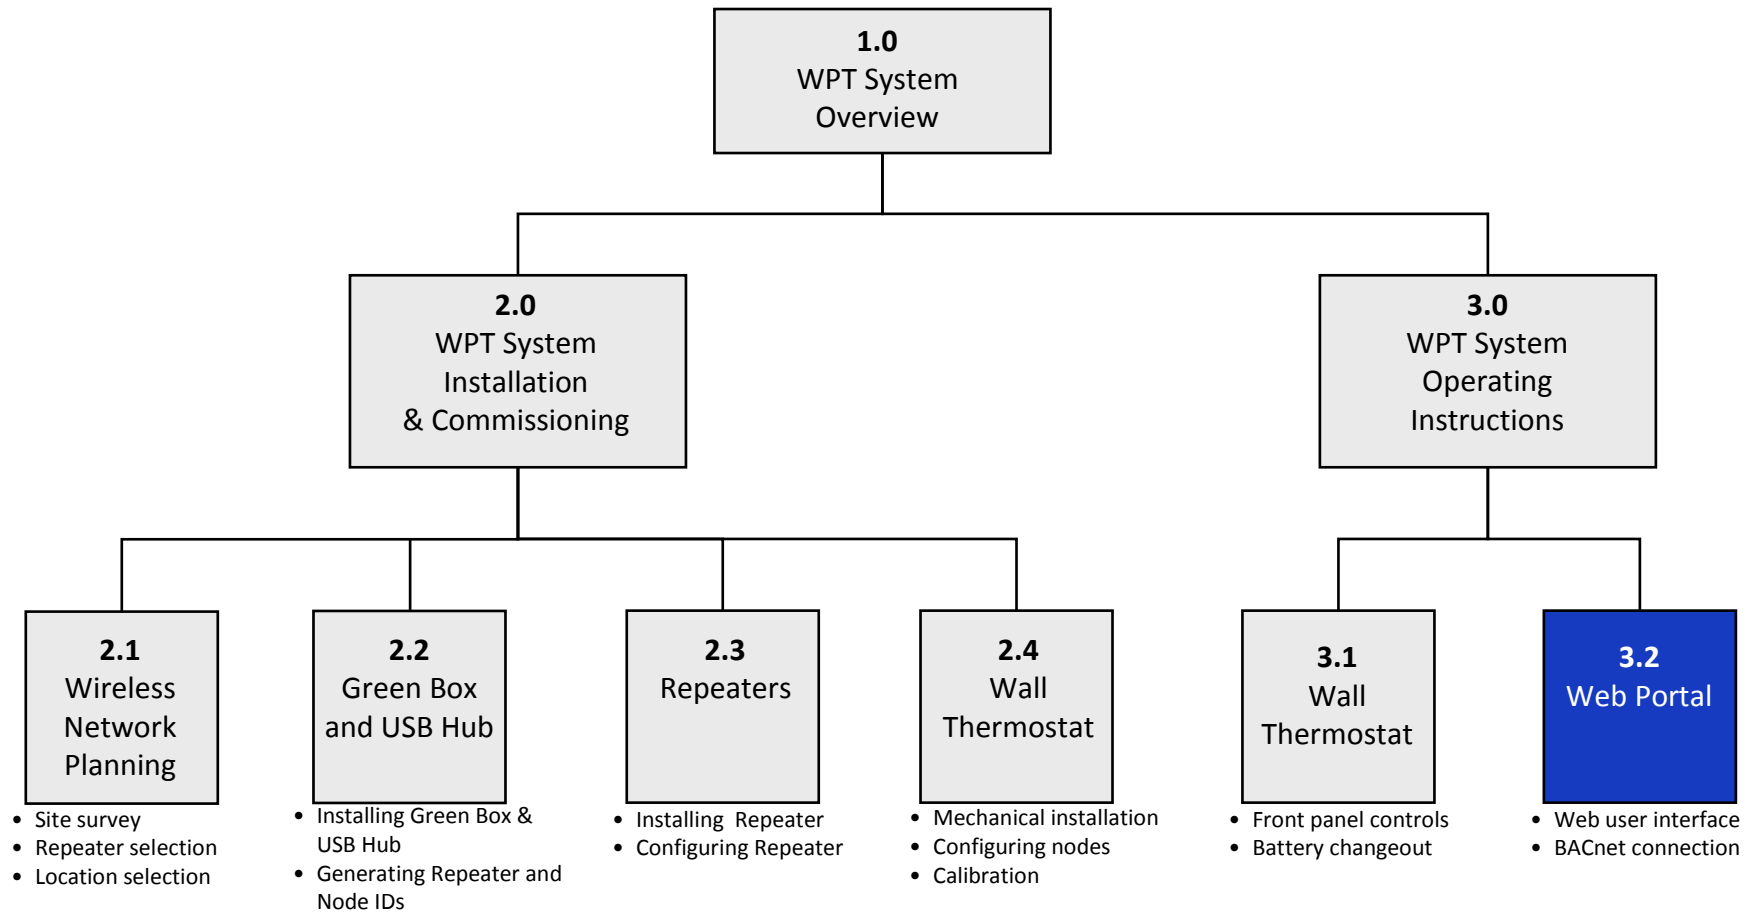 1.0
WPT System
Overview
2.0
WPT System
Installation
& Commissioning
3.0
WPT System
Operating
Instructions
2.1
Wireless
Network
Planning
• Site survey
• Repeater selection
• Location selection
2.2
Green Box
and USB Hub
• Installing Green Box &
USB Hub
• Generating Repeater and
Node IDs
2.3
Repeaters
• Installing Repeater
• Configuring Repeater
2.4
Wall
Thermostat
• Mechanical installation
• Configuring nodes
• Calibration
3.1
Wall
Thermostat
• Front panel controls
• Battery changeout
3.2
Web Portal
• Web user interface
• BACnet connection